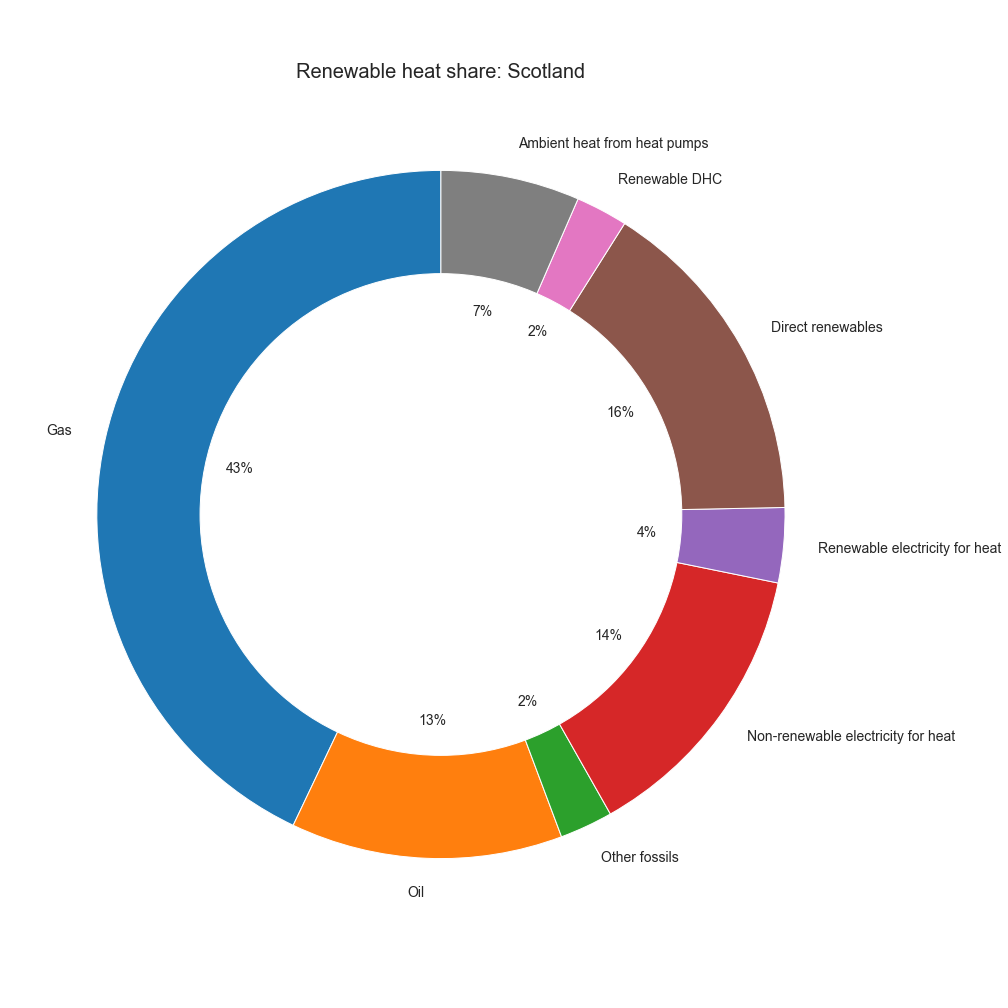 Renewable heat share: Scotland
Ambient heat from heat pumps
Renewable DHC
7%
2%
Direct renewables
16%
Gas
43%
4%
Renewable electricity for heat
14%
2%
13%
Non-renewable electricity for heat
Other fossils
Oil